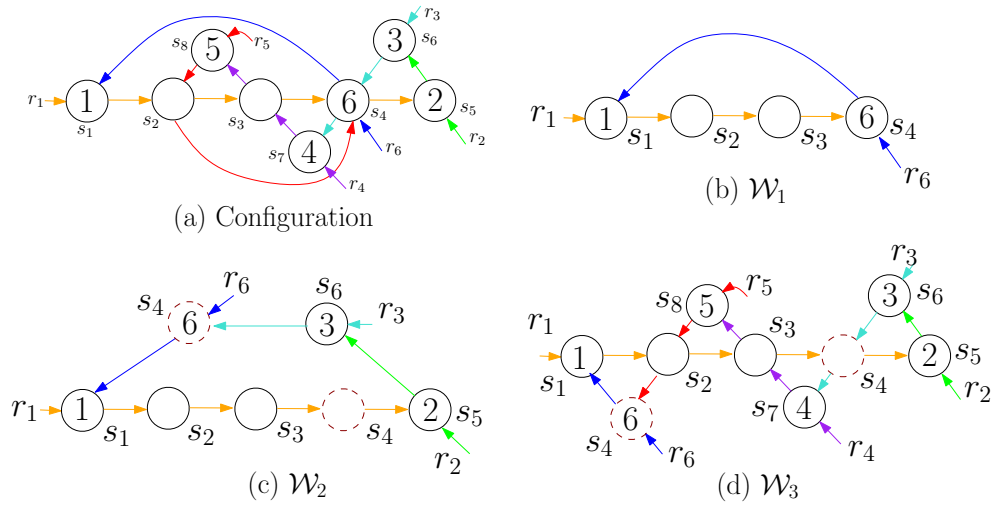 r₃
5
3
s₈
r₅
s₆
r₁
1
6
2
s₁
s₂
s₃
s₄
s₅
s₇
4
r₆
r₂
r₄
(a) Configuration
r₁
1
6
s₁
s₂
s₃
s₄
r₆
(b) 𝒲₁
r₆
s₄
s₆
6
3
r₃
r₁
1
2
s₅
s₁
s₂
s₃
s₄
r₂
(c) 𝒲₂
r₃
r₅
s₈
5
3
s₆
r₁
s₃
1
2
s₅
s₁
s₂
s₄
6
s₇
4
r₂
s₄
r₆
r₄
(d) 𝒲₃